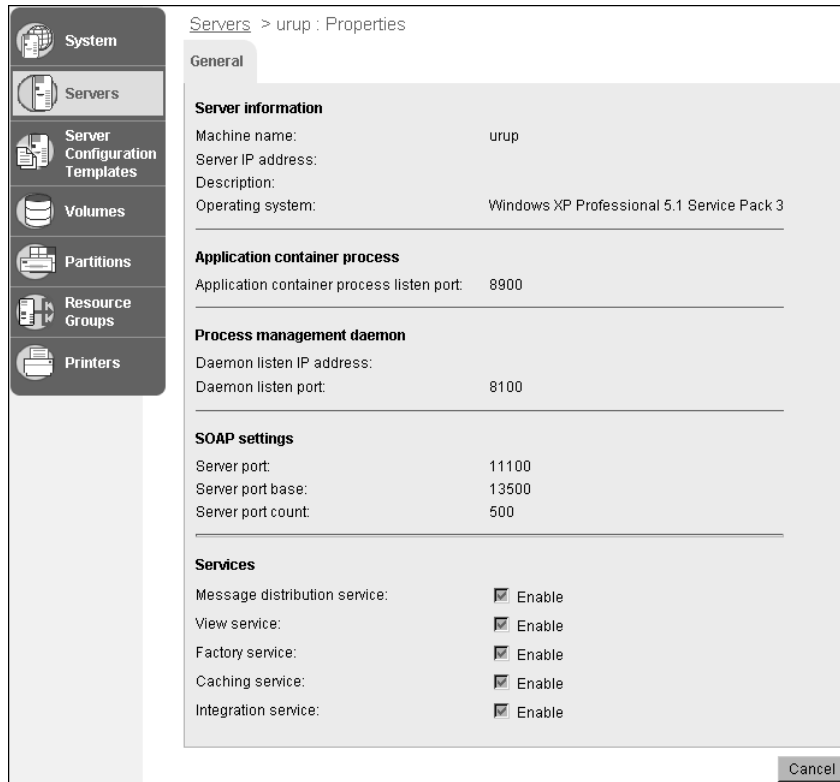 System
Servers
Server
Configuration
Templates
Volumes
Partitions
Resource
Groups
Printers
Servers > urup : Properties
General
Server information
Machine name: urup
Server IP address:
Description:
Operating system: Windows XP Professional 5.1 Service Pack 3
Application container process
Application container process listen port: 8900
Process management daemon
Daemon listen IP address:
Daemon listen port: 8100
SOAP settings
Server port: 11100
Server port base: 13500
Server port count: 500
Services
Message distribution service: Enable
View service: Enable
Factory service: Enable
Caching service: Enable
Integration service: Enable
Cancel